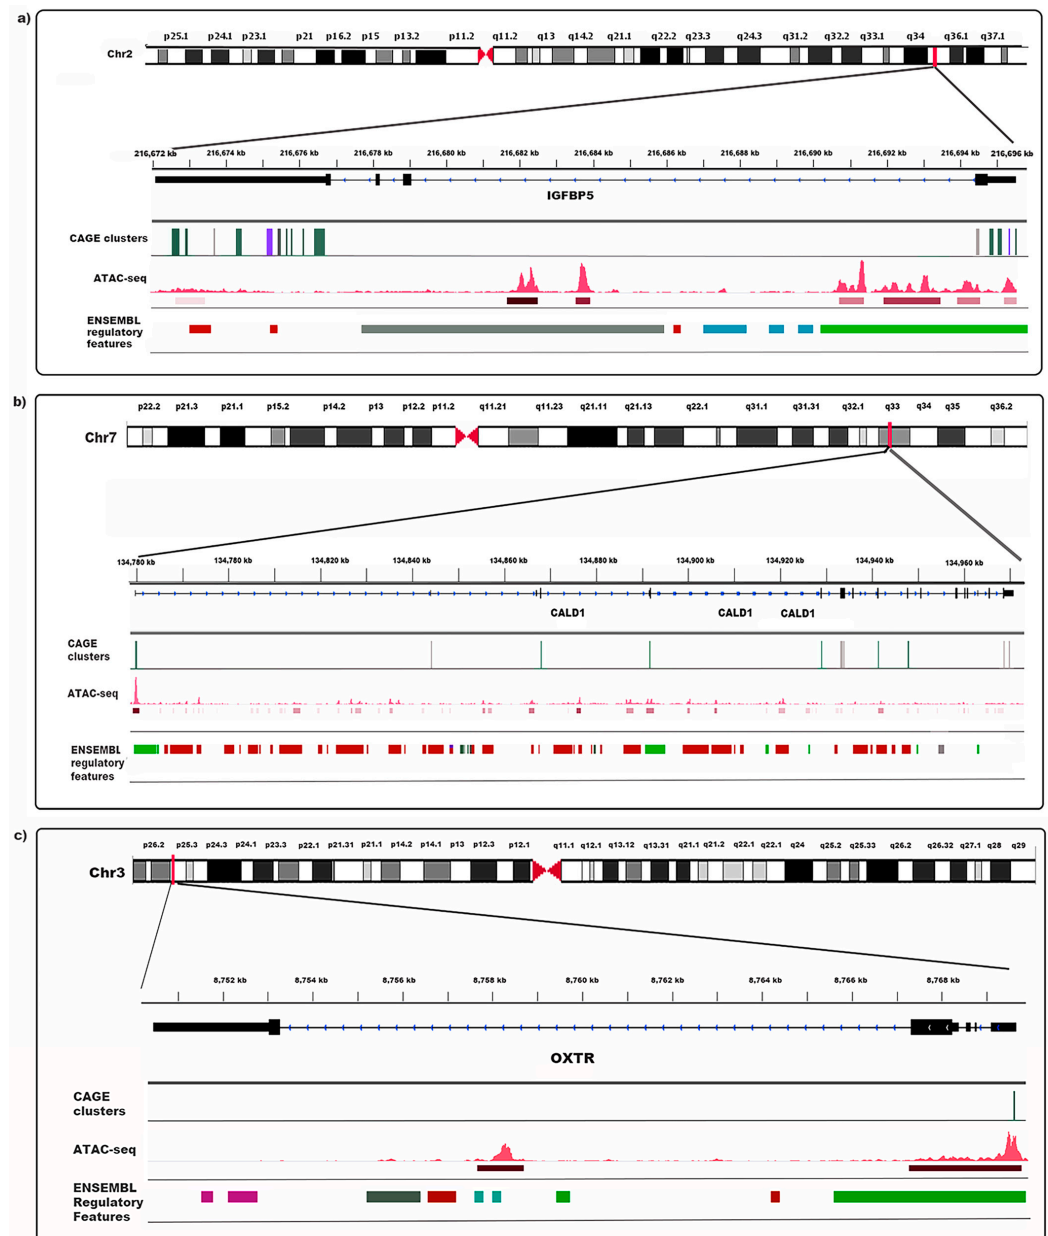 a)
p25.1 p24.1 p23.1 p21 p16.2 p15 p13.2 p11.2 q11.2 q13 q14.2 q21.1 q22.2 q23.3 q24.3 q31.2 q32.2 q33.1 q34 q36.1 q37.1
Chr2
216,672 kb 216,674 kb 216,676 kb 216,678 kb 216,680 kb 216,682 kb 216,684 kb 216,686 kb 216,688 kb 216,690 kb 216,692 kb 216,694 kb 216,696 kb
IGFBP5
CAGE clusters
ATAC-seq
ENSEMBL
regulatory
features
b)
p22.2 p21.3 p21.1 p15.2 p14.2 p13 p12.2 p11.2 q11.21 q11.23 q21.11 q21.13 q22.1 q31.1 q31.31 q32.1 q33 q34 q35 q36.2
Chr7
134,780 kb 134,780 kb 134,820 kb 134,840 kb 134,860 kb 134,880 kb 134,900 kb 134,920 kb 134,940 kb 134,960 kb
CALD1 CALD1 CALD1
CAGE
clusters
ATAC-seq
ENSEMBL
regulatory
features
c)
p26.2 p25.3 p24.3 p24.1 p23.3 p22.3 p21.31 p21.1 p14.2 p14.1 p13 p12.3 p12.1 q11.1 q12.1 q13.12 q13.31 q21.1 q21.2 q22.1 q22.3 q24 q25.2 q25.33 q26.2 q26.32 q27.1 q28 q29
Chr3
8,752 kb 8,754 kb 8,756 kb 8,758 kb 8,760 kb 8,762 kb 8,764 kb 8,766 kb 8,768 kb
OXTR
CAGE
clusters
ATAC-seq
ENSEMBL
Regulatory
Features